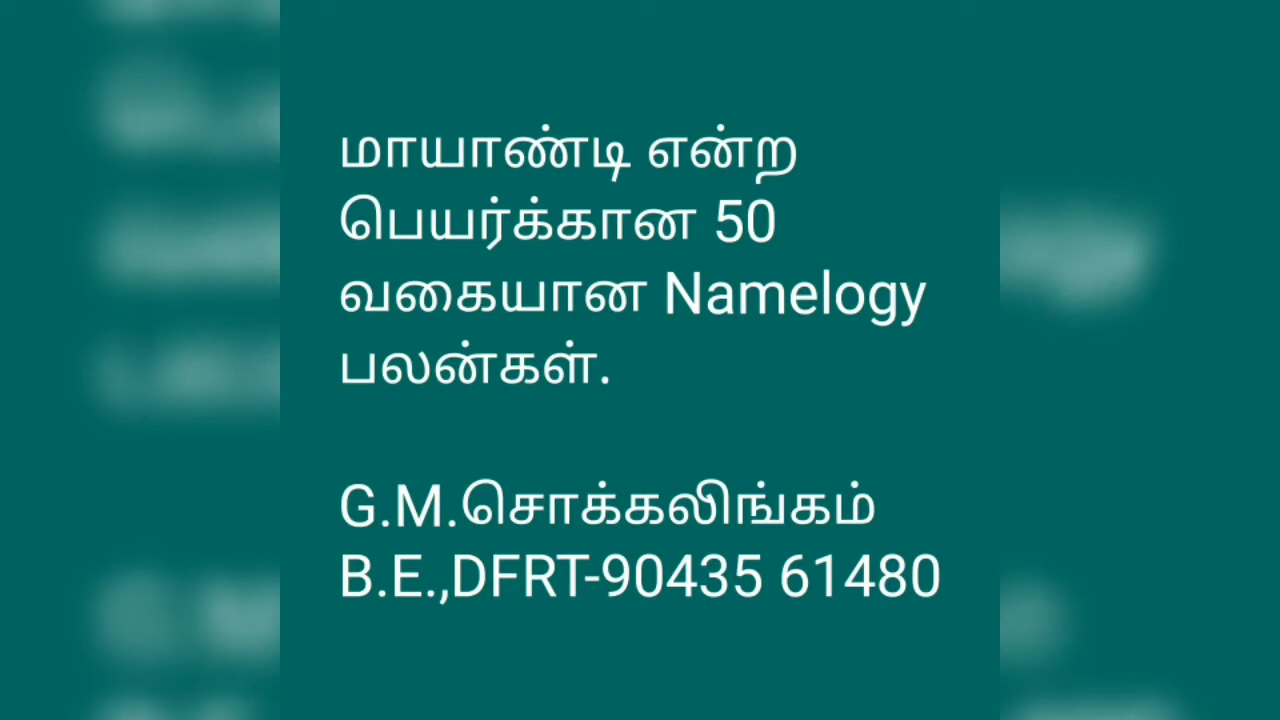 மாயாண்டி என்ற
பெயர்க்கான 50
வகையான Namelogy
பலன்கள்.
G.M.சொக்கலிங்கம்
B.E.,DFRT-90435 61480